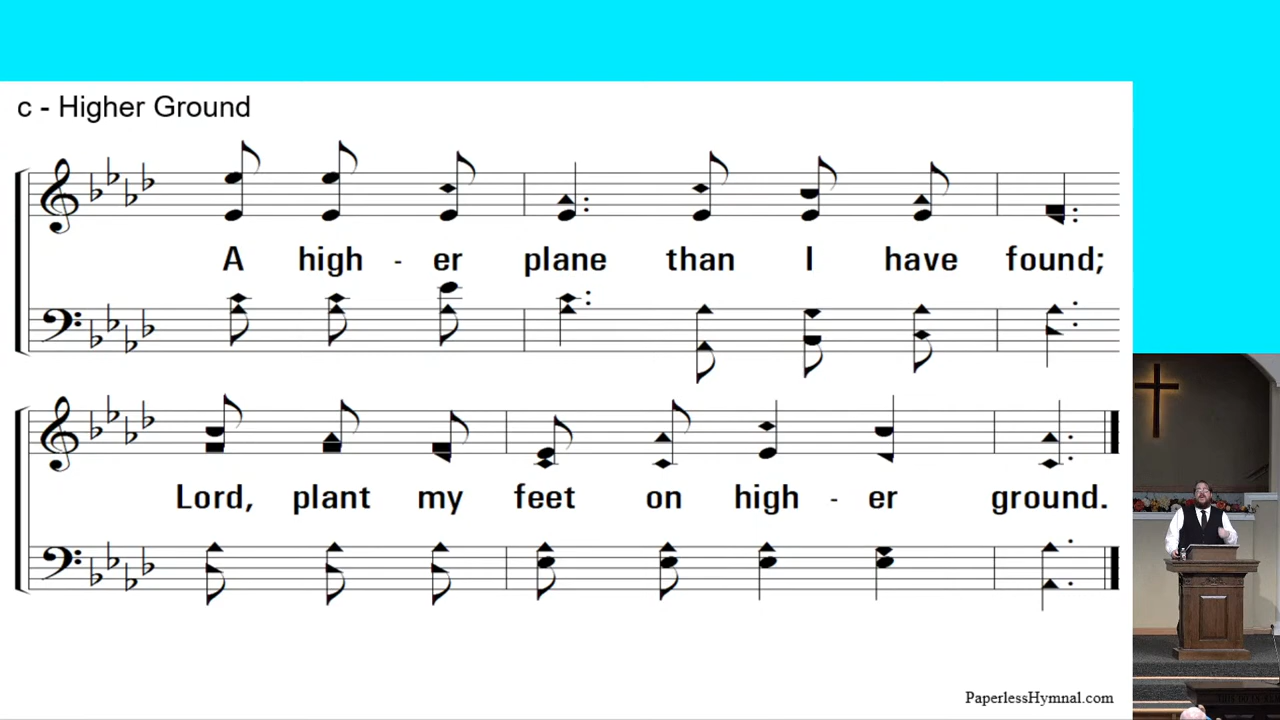 c - Higher Ground
A high - er plane than I have found;
Lord, plant my feet on high - er ground.
PaperlessHymnal.com